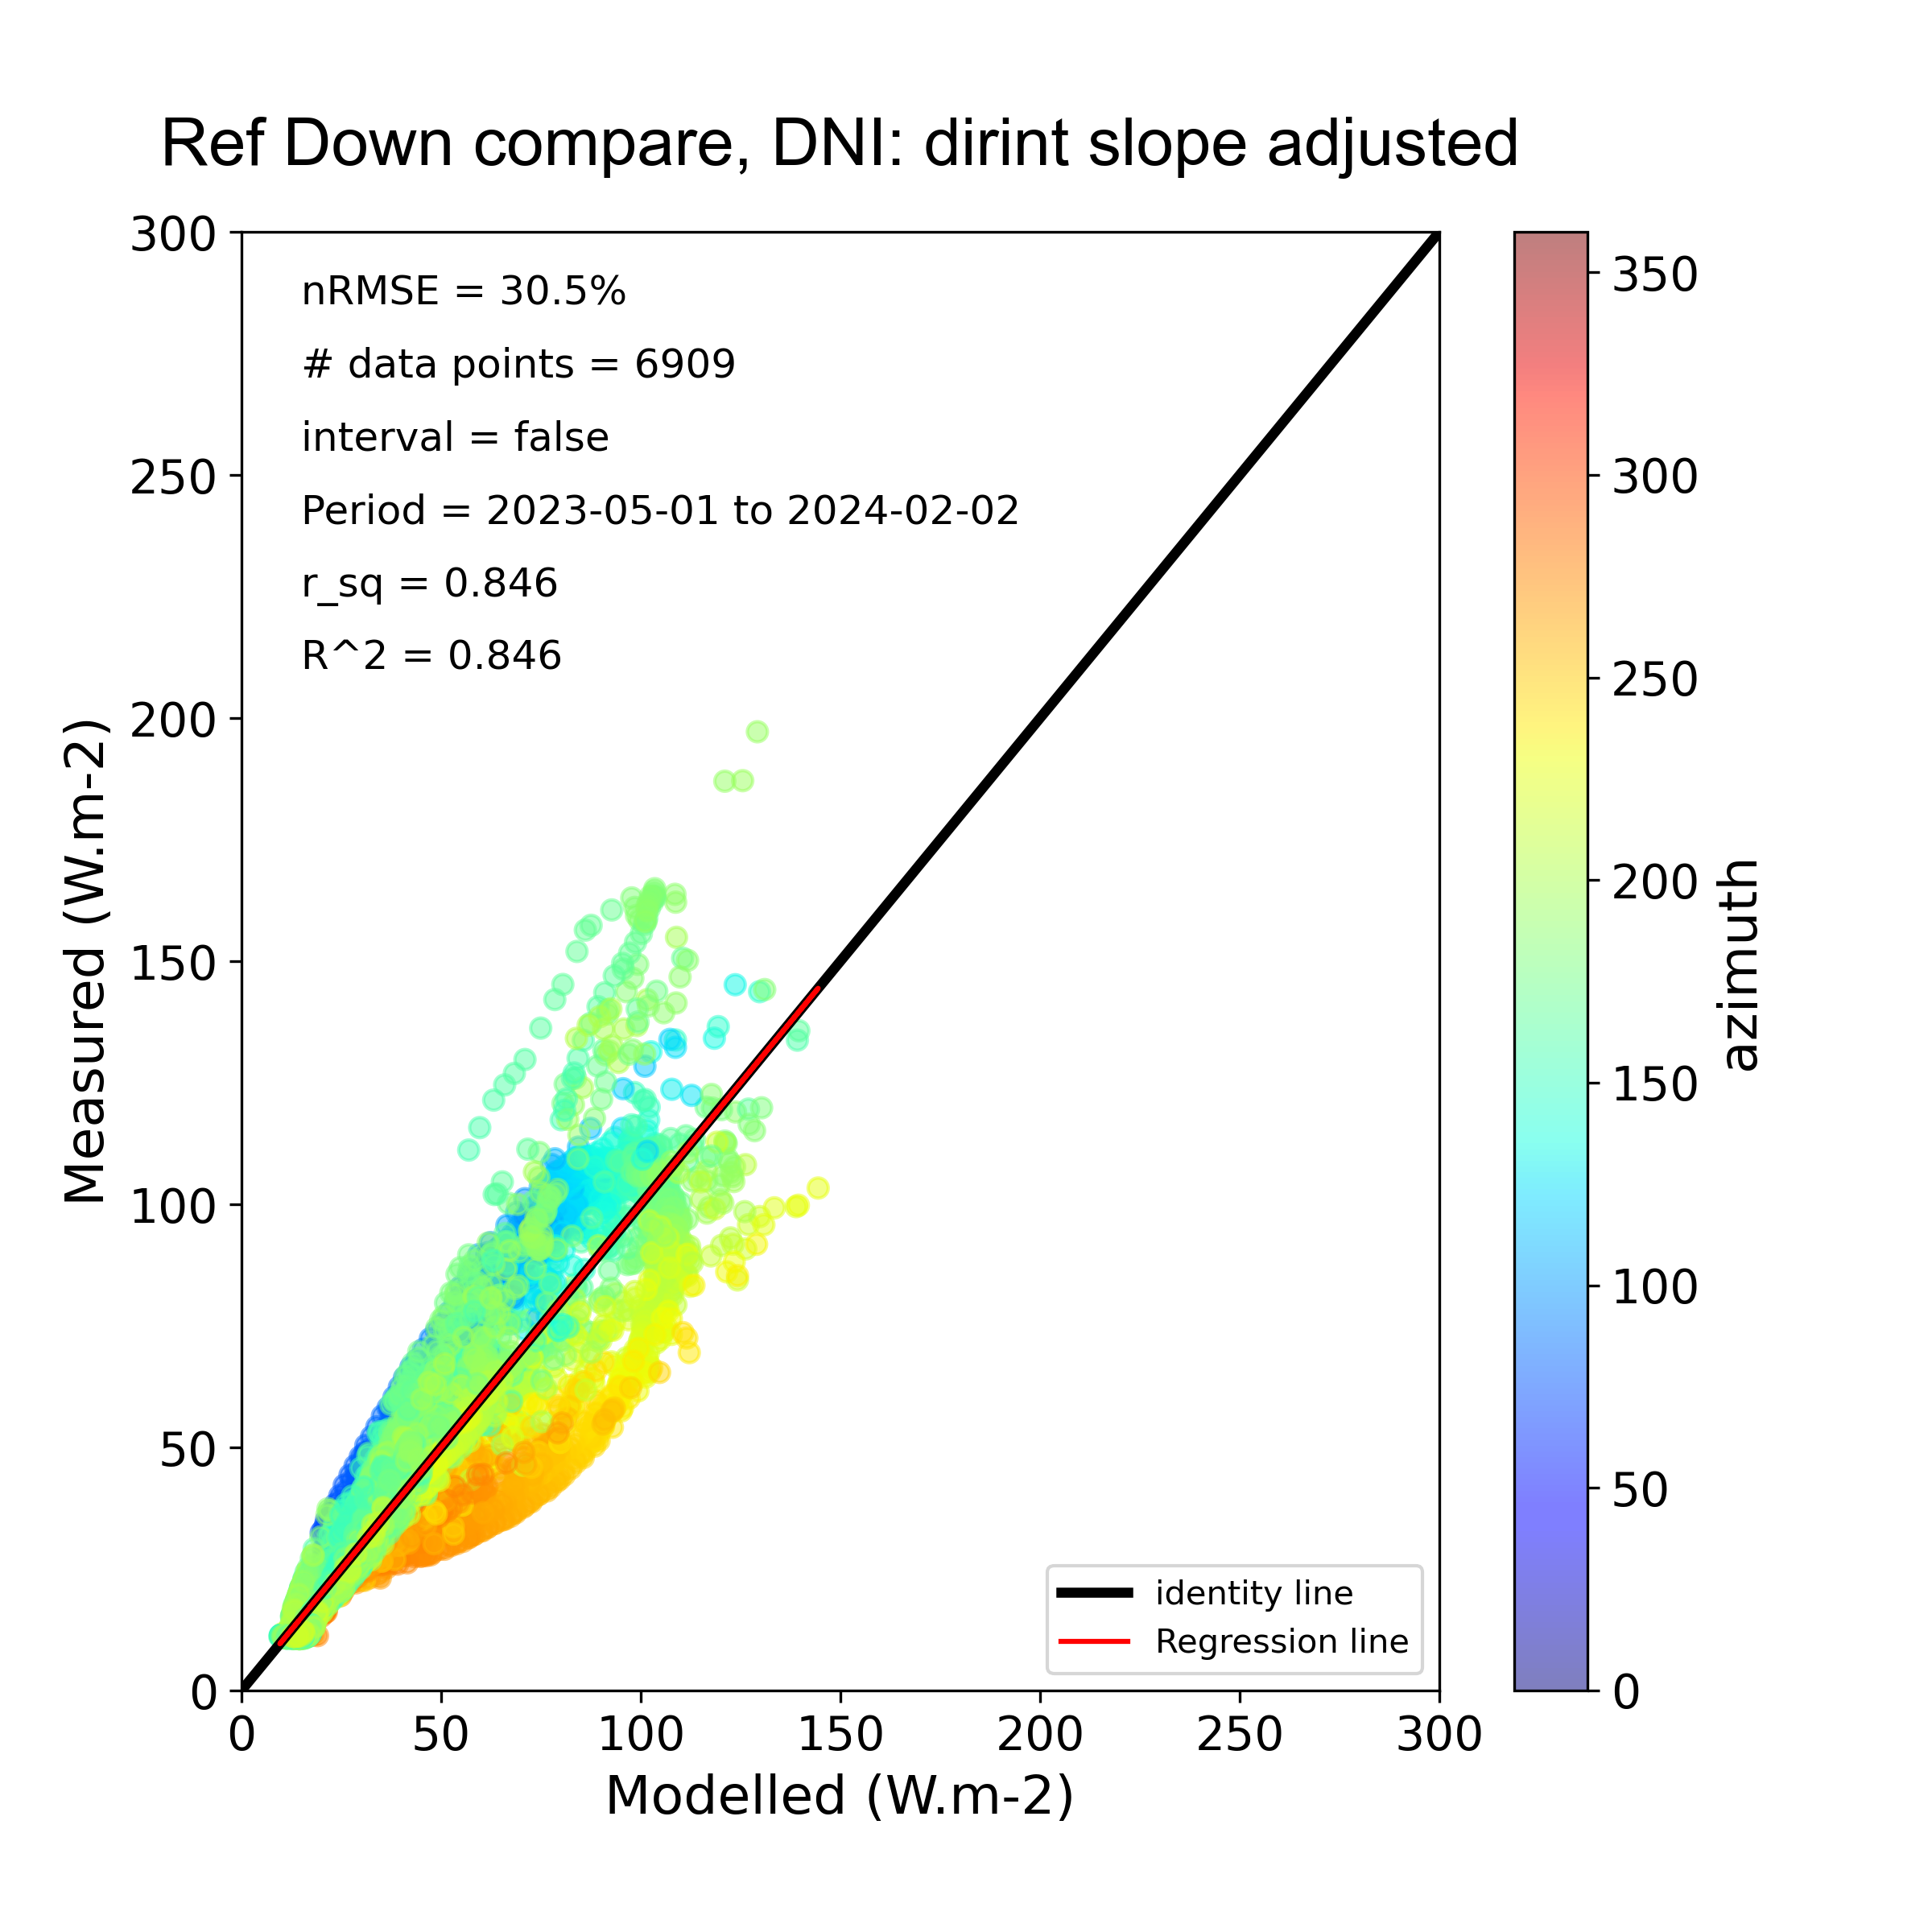 Ref Down compare, DNI: dirint slope adjusted
nRMSE = 30.5%
# data points = 6909
interval = false
Period = 2023-05-01 to 2024-02-02
r_sq = 0.846
R^2 = 0.846
300
250
200
150
100
50
0
Measured (W.m-2)
0 50 100 150 200 250 300
Modelled (W.m-2)
identity line
Regression line
350
300
250
200
150
100
50
0
azimuth